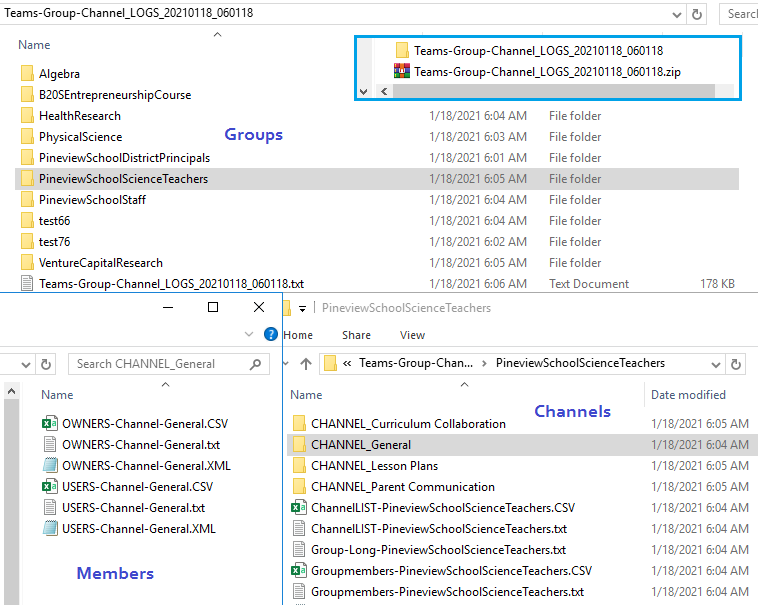 Teams-Group-Channel_LOGS_20210118_060118
Search
Name
Teams-Group-Channel_LOGS_20210118_060118
Teams-Group-Channel_LOGS_20210118_060118.zip
Algebra
B20SEntrepreneurshipCourse
HealthResearch 1/18/2021 6:04 AM File folder
PhysicalScience 1/18/2021 6:03 AM File folder
Groups
PineviewSchoolDistrictPrincipals 1/18/2021 6:01 AM File folder
PineviewSchoolScienceTeachers 1/18/2021 6:05 AM File folder
PineviewSchoolStaff 1/18/2021 6:04 AM File folder
test66 1/18/2021 6:04 AM File folder
test76 1/18/2021 6:02 AM File folder
VentureCapitalResearch 1/18/2021 6:05 AM File folder
Teams-Group-Channel_LOGS_20210118_060118.txt 1/18/2021 6:06 AM Text Document 178 KB
Search CHANNEL_General
Name
OWNERS-Channel-General.CSV
OWNERS-Channel-General.txt
OWNERS-Channel-General.XML
USERS-Channel-General.CSV
USERS-Channel-General.txt
USERS-Channel-General.XML
Members
PineviewSchoolScienceTeachers
Home Share View
« Teams-Group-Chan... > PineviewSchoolScienceTeachers
Name Date modified
Channels
CHANNEL_Curriculum Collaboration 1/18/2021 6:05 AM
CHANNEL_General 1/18/2021 6:04 AM
CHANNEL_Lesson Plans 1/18/2021 6:05 AM
CHANNEL_Parent Communication 1/18/2021 6:05 AM
ChannelLIST-PineviewSchoolScienceTeachers.CSV 1/18/2021 6:04 AM
ChannelLIST-PineviewSchoolScienceTeachers.txt 1/18/2021 6:04 AM
Group-Long-PineviewSchoolScienceTeachers.txt 1/18/2021 6:04 AM
Groupmembers-PineviewSchoolScienceTeachers.CSV 1/18/2021 6:04 AM
Groupmembers-PineviewSchoolScienceTeachers.txt 1/18/2021 6:04 AM